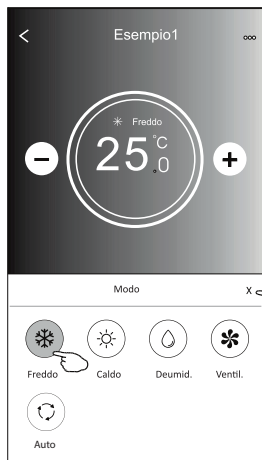 Esempio1
Freddo
25.0°C
Modo
X
Freddo
Caldo
Deumid.
Ventil.
Auto